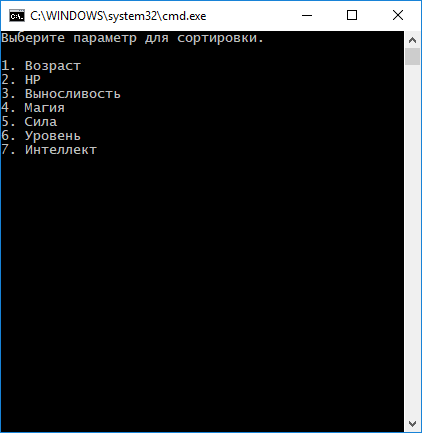 C:\WINDOWS\system32\cmd.exe
Выберите параметр для сортировки.
1. Возраст
2. HP
3. Выносливость
4. Магия
5. Сила
6. Уровень
7. Интеллект